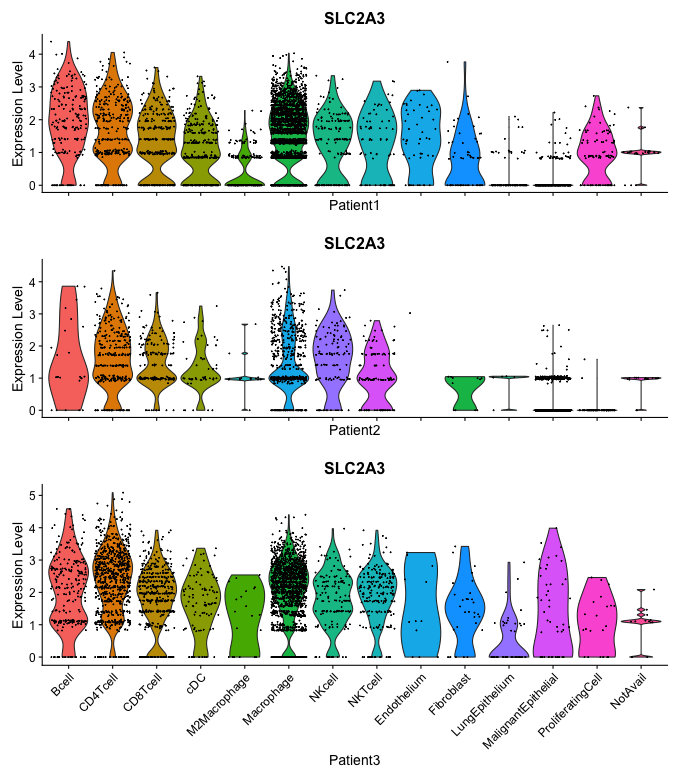 SLC2A3
Expression Level
4
3
2
1
0
Patient1
SLC2A3
Expression Level
4
3
2
1
0
Patient2
SLC2A3
Expression Level
5
4
3
2
1
0
Bcell
CD4Tcell
CD8Tcell
cDC
M2Macrophage
Macrophage
NKcell
NKTcell
Endothelium
Fibroblast
LungEpithelium
MalignantEpithelial
ProliferatingCell
NotAvail
Patient3